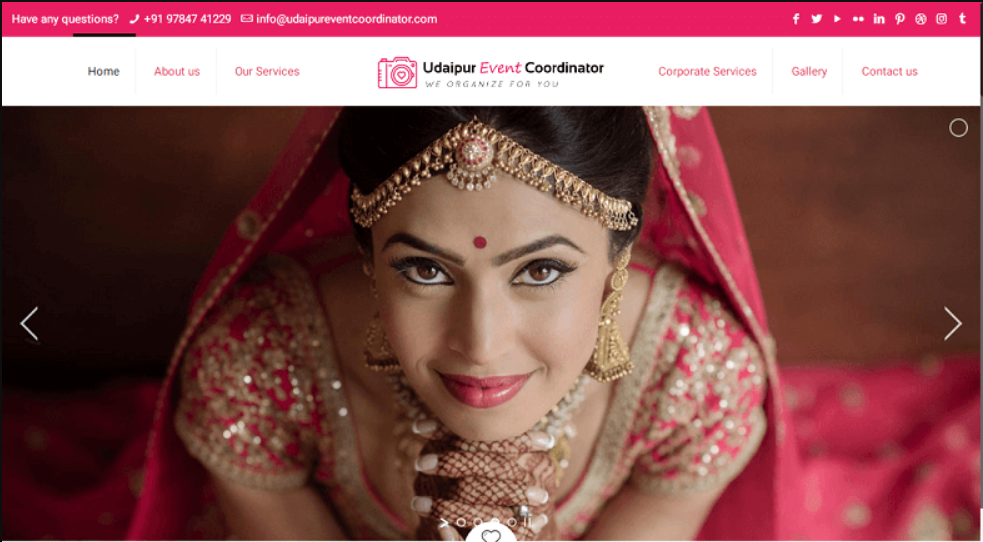 Have any questions? +91 97847 41229 info@udaipureventcoordinator.com
Home About us Our Services
Udaipur Event Coordinator
WE ORGANIZE FOR YOU
Corporate Services Gallery Contact us